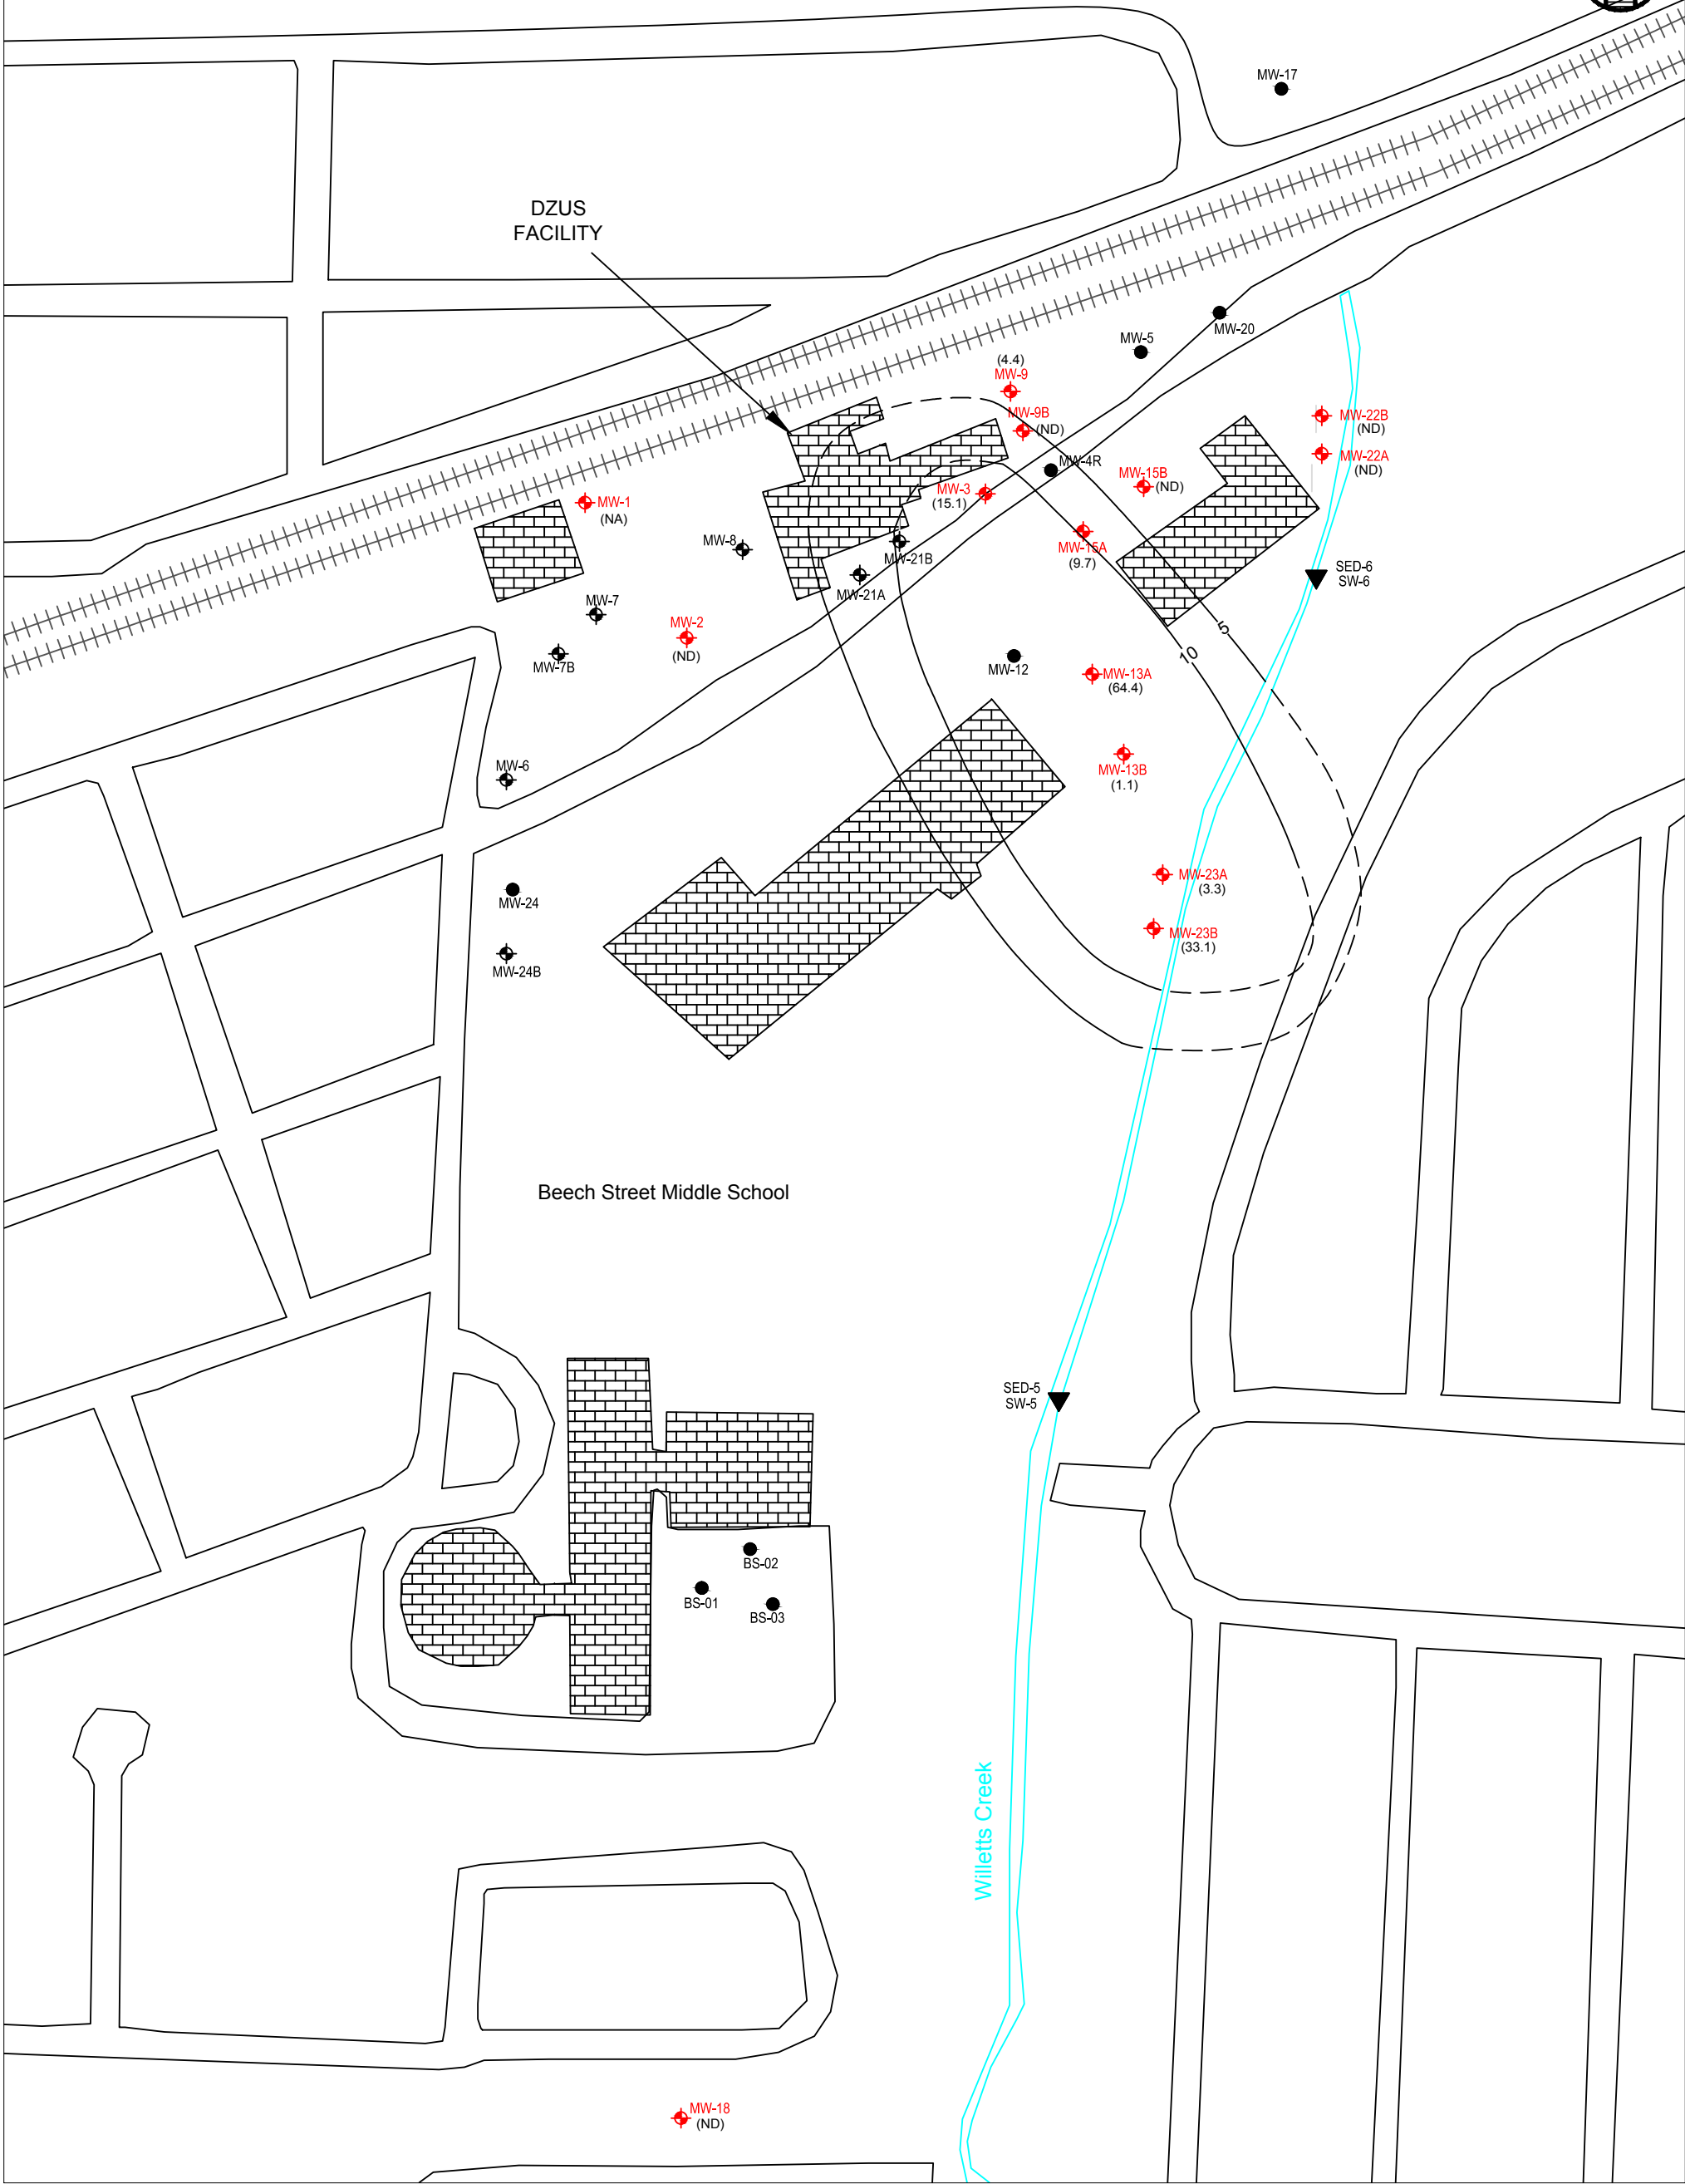 MW-17
DZUS
FACILITY
MW-20
MW-5
(4.4)
MW-9
MW-9B
(ND)
MW-22B
(ND)
MW-22A
(ND)
MW-4R
MW-15B
(ND)
MW-3
(15.1)
MW-1
(NA)
MW-15A
(9.7)
MW-8
MW-21B
MW-21A
SED-6
SW-6
MW-7
MW-2
(ND)
MW-7B
5
10
MW-12
MW-13A
(64.4)
MW-13B
(1.1)
MW-6
MW-23A
(3.3)
MW-24
MW-23B
(33.1)
MW-24B
Beech Street Middle School
SED-5
SW-5
BS-02
BS-01
BS-03
Willetts Creek
MW-18
(ND)